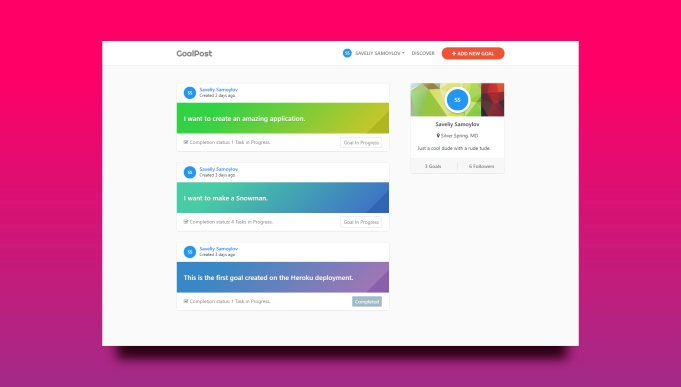 GoalPost
SS SAVELIY SAMOYLOV DISCOVER + ADD NEW GOAL
SS Saveliy Samoylov
Created 2 days ago
I want to create an amazing application.
Completion status 1 Task in Progress. Goal In Progress
SS Saveliy Samoylov
Created 3 days ago
I want to make a Snowman.
Completion status 4 Tasks in Progress. Goal In Progress
SS Saveliy Samoylov
Created 3 days ago
This is the first goal created on the Heroku deployment.
Completion status 1 Task in Progress. Completed
SS
Saveliy Samoylov
Silver Spring, MD
Just a cool dude with a rude tude.
3 Goals 6 Followers